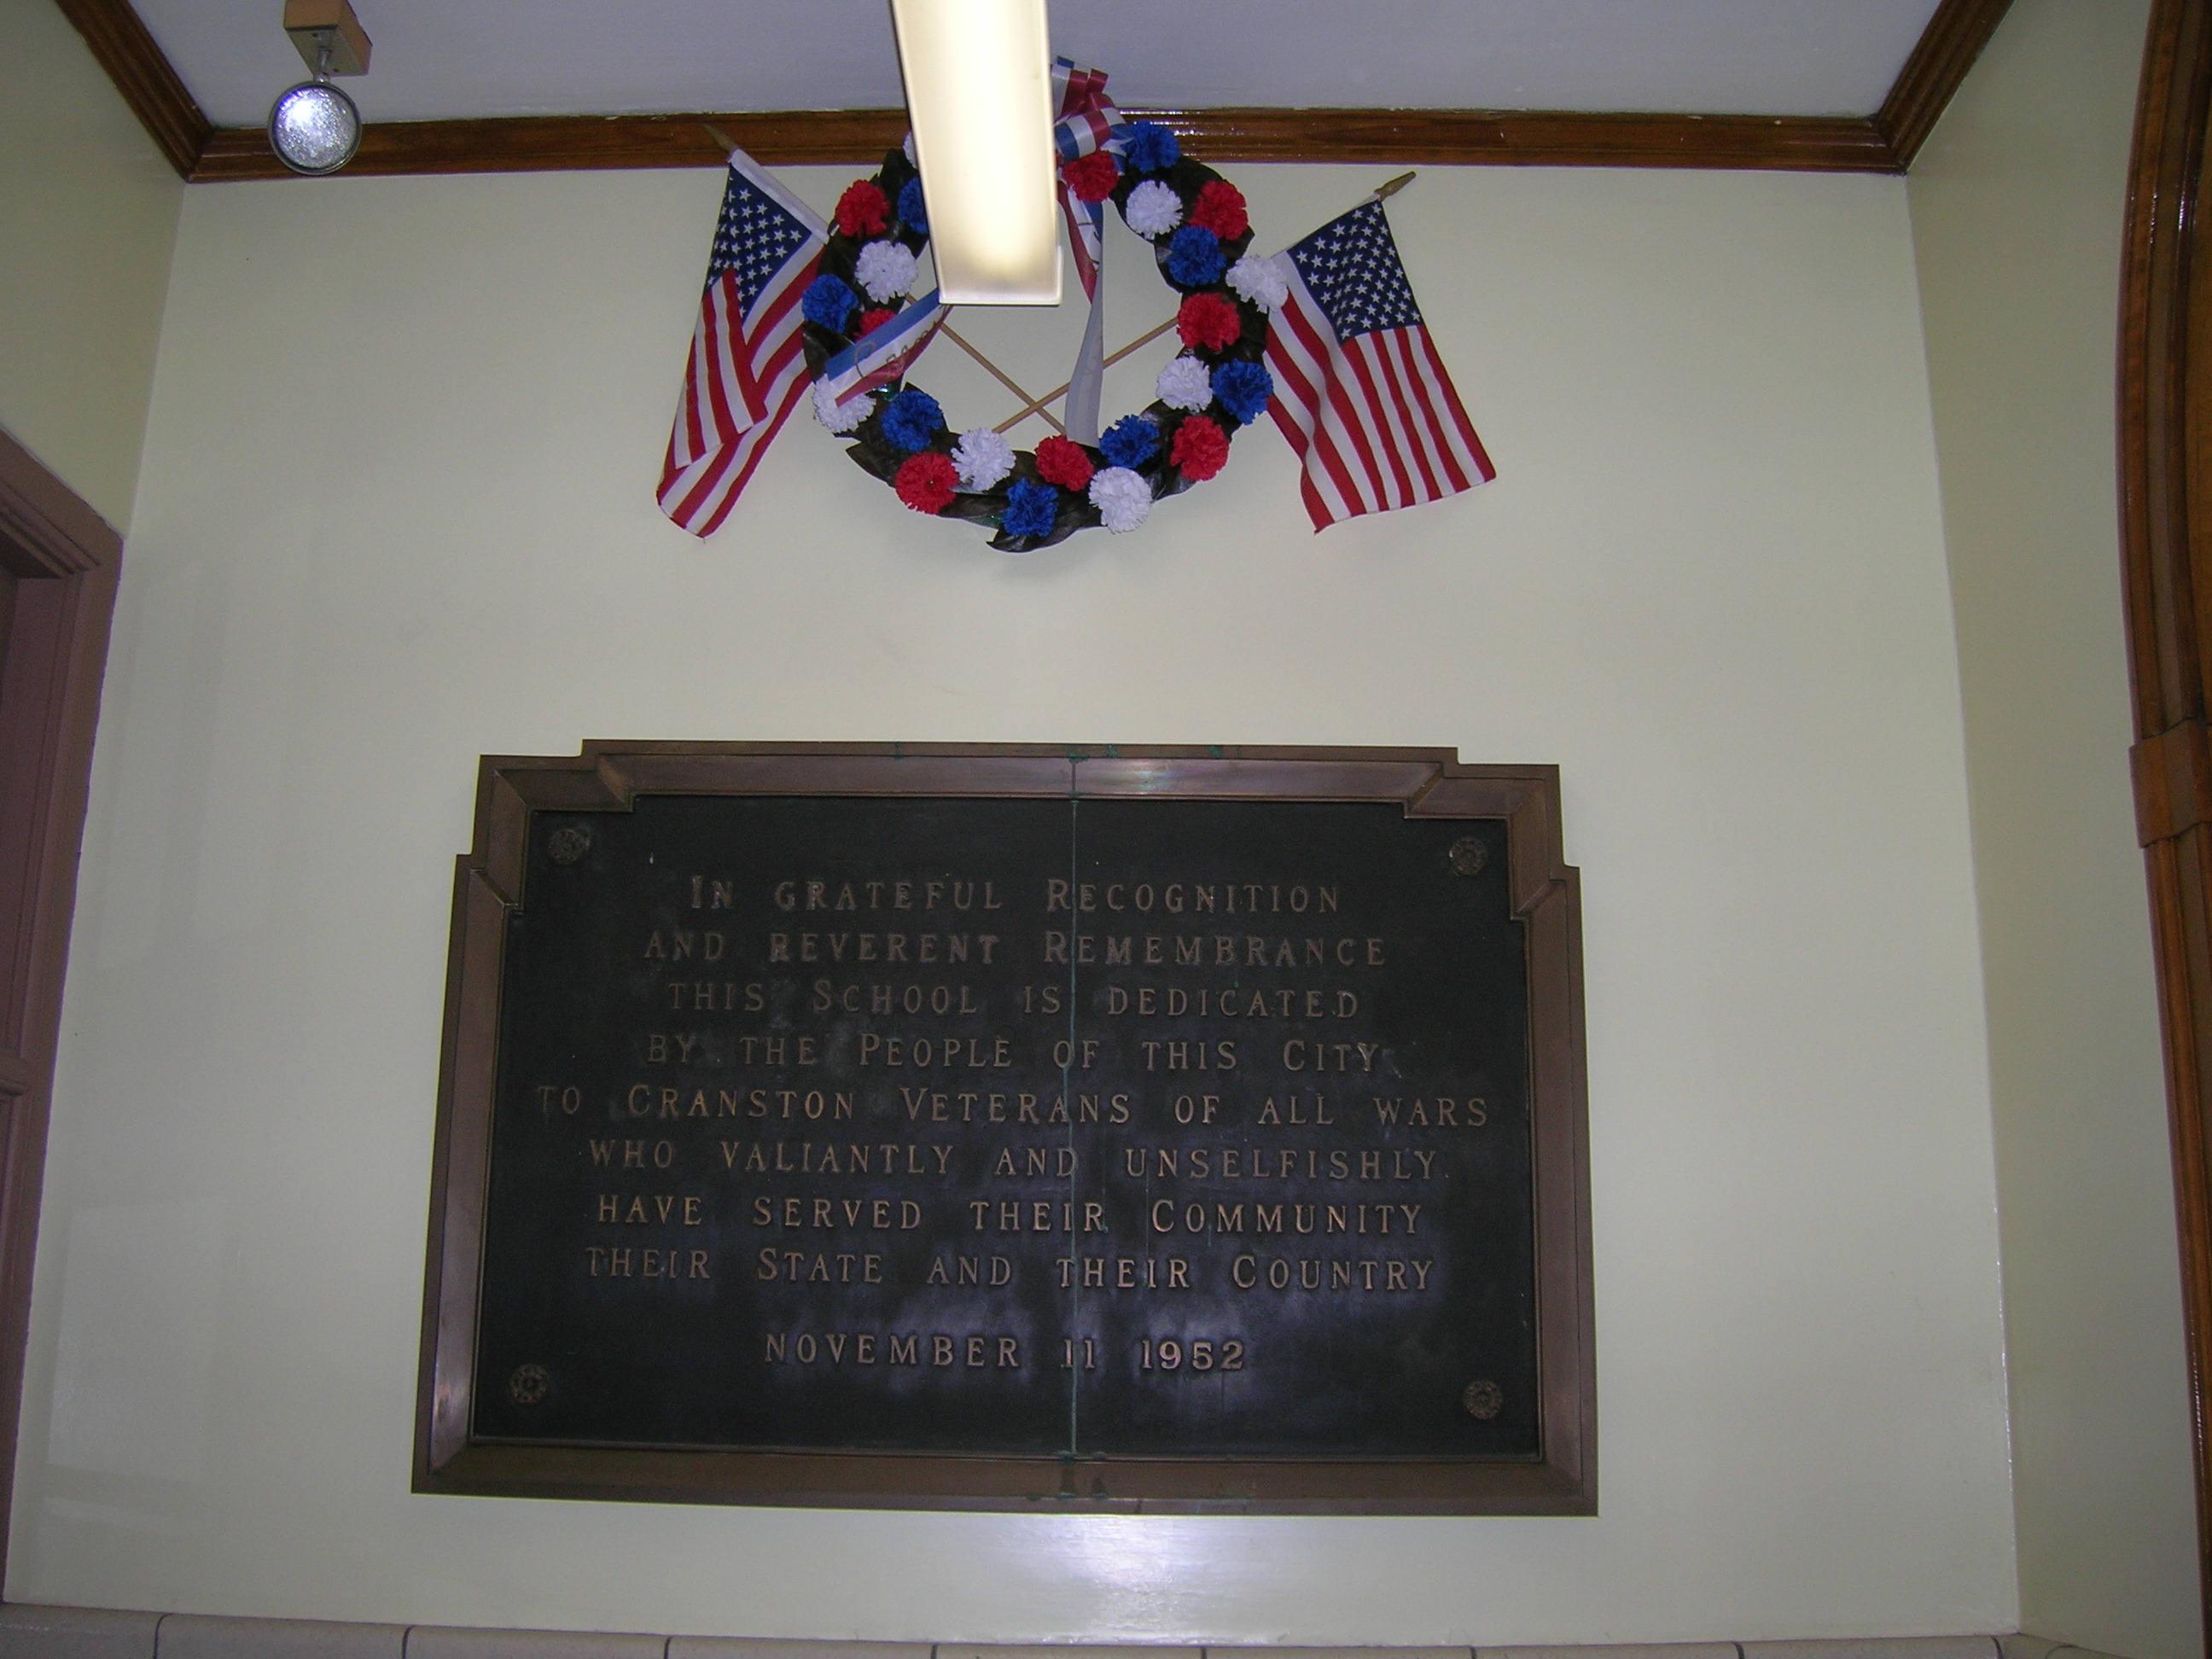 IN GRATEFUL RECOGNITION
AND REVERENT REMEMBRANCE
THIS SCHOOL IS DEDICATED
BY THE PEOPLE OF THIS CITY
TO CRANSTON VETERANS OF ALL WARS
WHO VALIANTLY AND UNSELFISHLY
HAVE SERVED THEIR COMMUNITY
THEIR STATE AND THEIR COUNTRY
NOVEMBER 11 1952